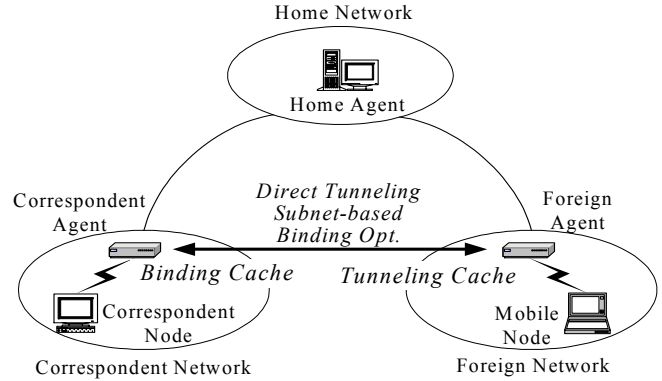 Home Network
Home Agent
Correspondent
Agent
Direct Tunneling
Subnet-based
Binding Opt.
Foreign
Agent
Binding Cache
Tunneling Cache
Correspondent
Node
Mobile
Node
Correspondent Network
Foreign Network